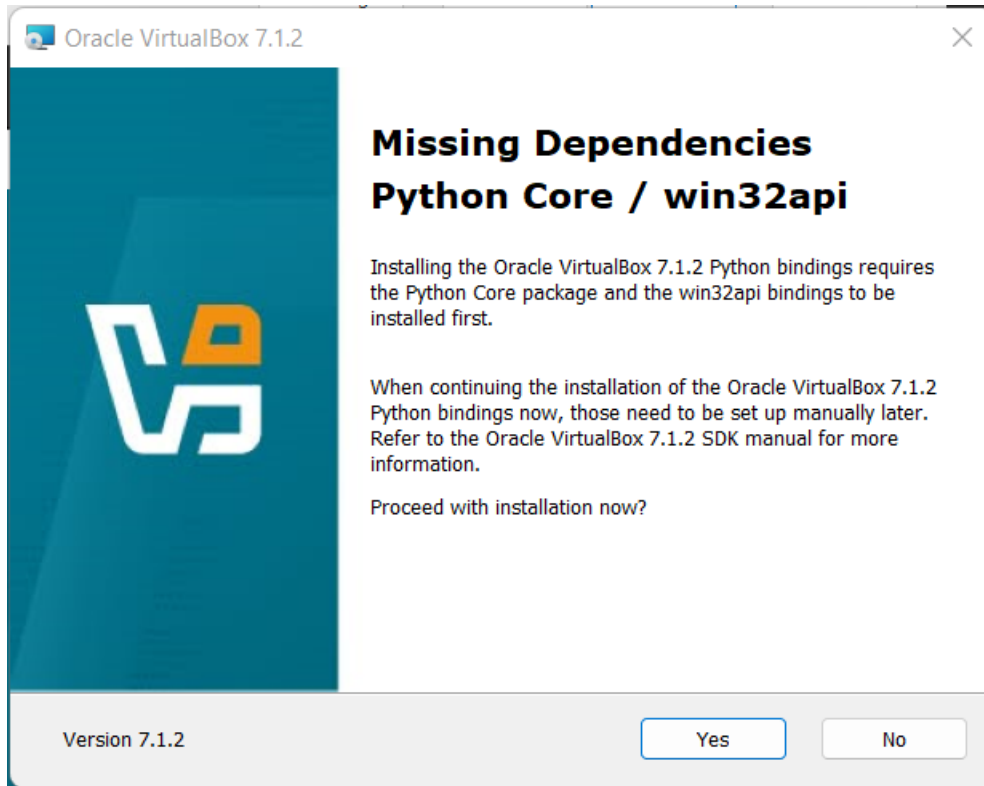 Oracle VirtualBox 7.1.2
Missing Dependencies
Python Core / win32api
Installing the Oracle VirtualBox 7.1.2 Python bindings requires
the Python Core package and the win32api bindings to be
installed first.
When continuing the installation of the Oracle VirtualBox 7.1.2
Python bindings now, those need to be set up manually later.
Refer to the Oracle VirtualBox 7.1.2 SDK manual for more
information.
Proceed with installation now?
Version 7.1.2
Yes
No